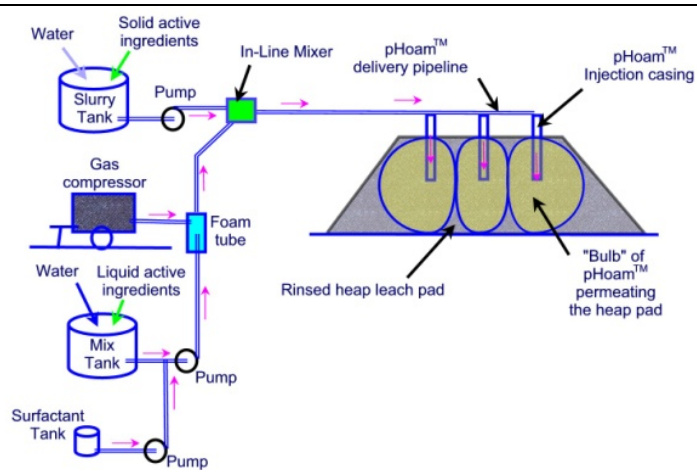 Water
Solid active
ingredients
Slurry
Tank
Pump
In-Line Mixer
pHoam™
delivery pipeline
pHoam™
Injection casing
Gas
compressor
Foam
tube
Water
Liquid active
ingredients
Mix
Tank
Pump
Surfactant
Tank
Pump
Rinsed heap leach pad
"Bulb" of
pHoam™
permeating
the heap pad